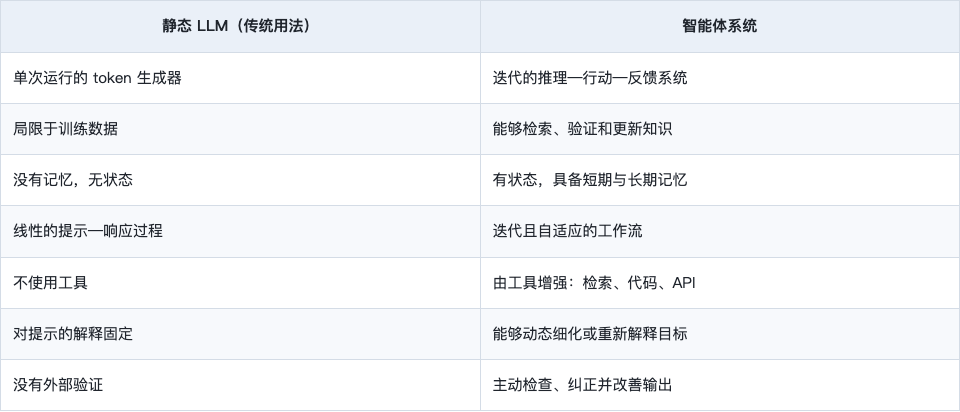 静态 LLM（传统用法）
智能体系统
单次运行的 token 生成器
迭代的推理—行动—反馈系统
局限于训练数据
能够检索、验证和更新知识
没有记忆，无状态
有状态，具备短期与长期记忆
线性的提示—响应过程
迭代且自适应的工作流
不使用工具
由工具增强：检索、代码、API
对提示的解释固定
能够动态细化或重新解释目标
没有外部验证
主动检查、纠正并改善输出